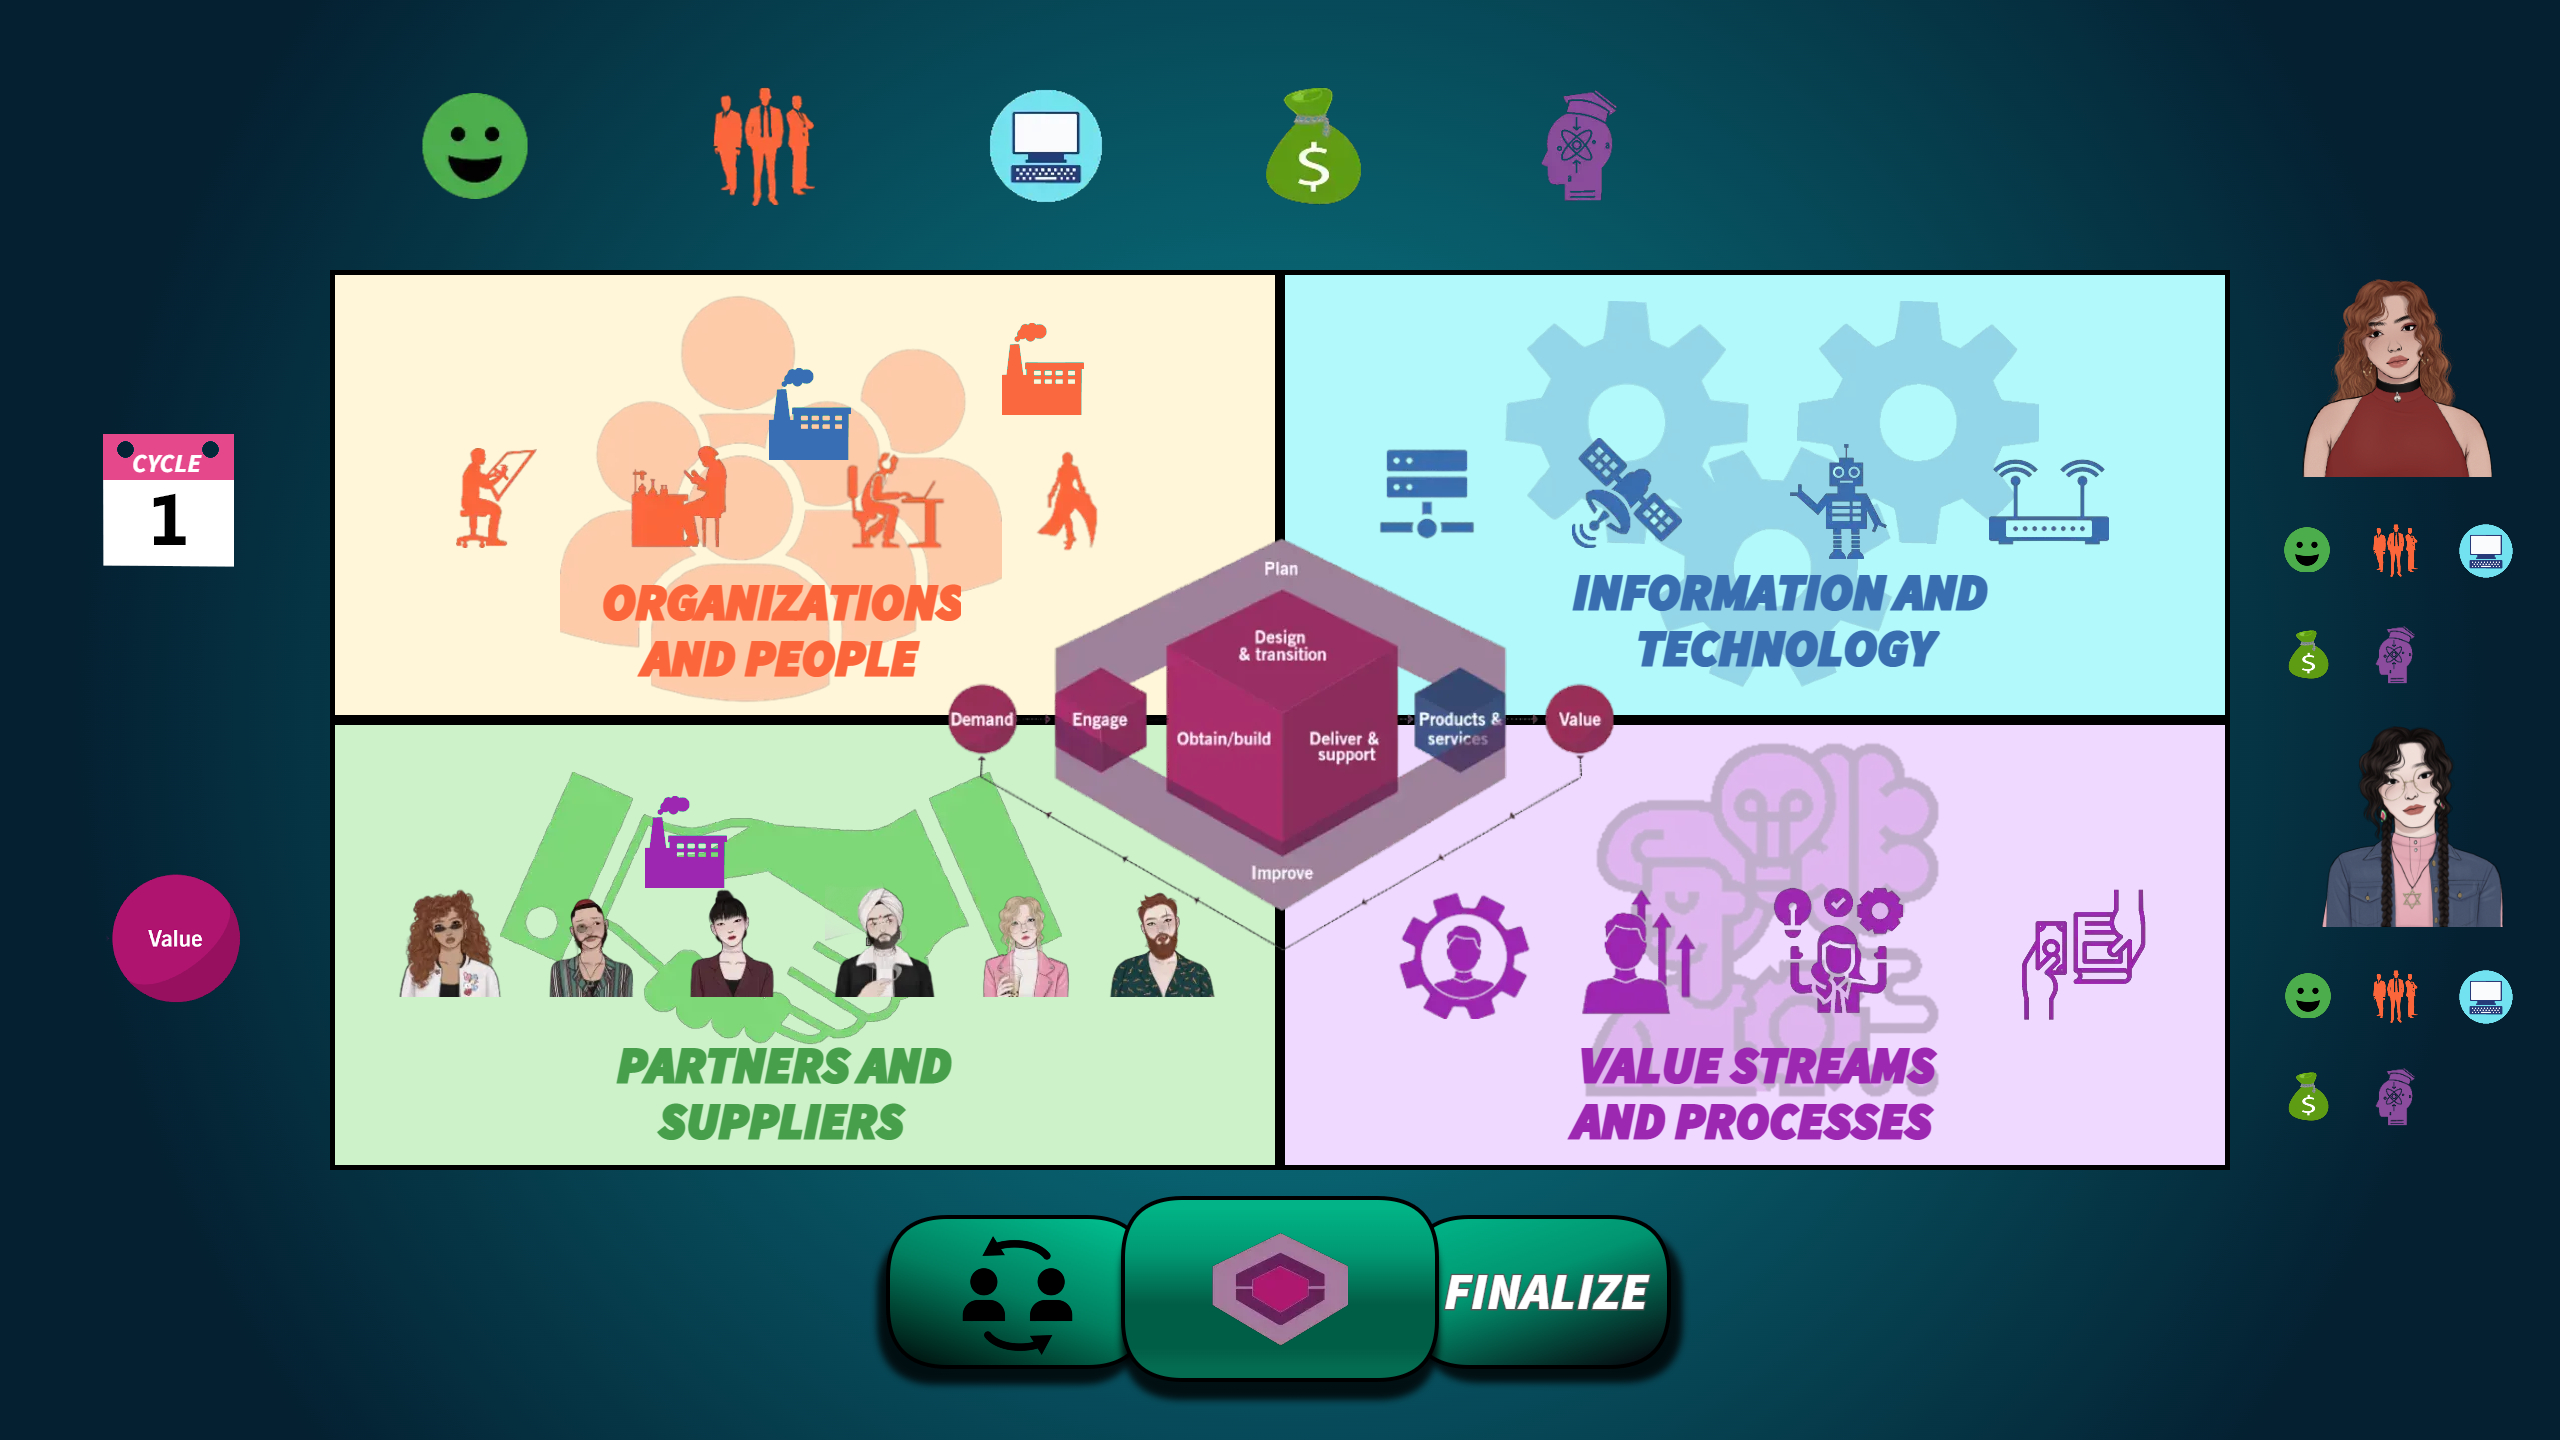 CYCLE
1
Value
ORGANIZATIONS
AND PEOPLE
INFORMATION AND
TECHNOLOGY
Plan
Design
& transition
Demand
Engage
Obtain/build
Deliver &
support
Products &
services
Value
Improve
PARTNERS AND
SUPPLIERS
VALUE STREAMS
AND PROCESSES
FINALIZE